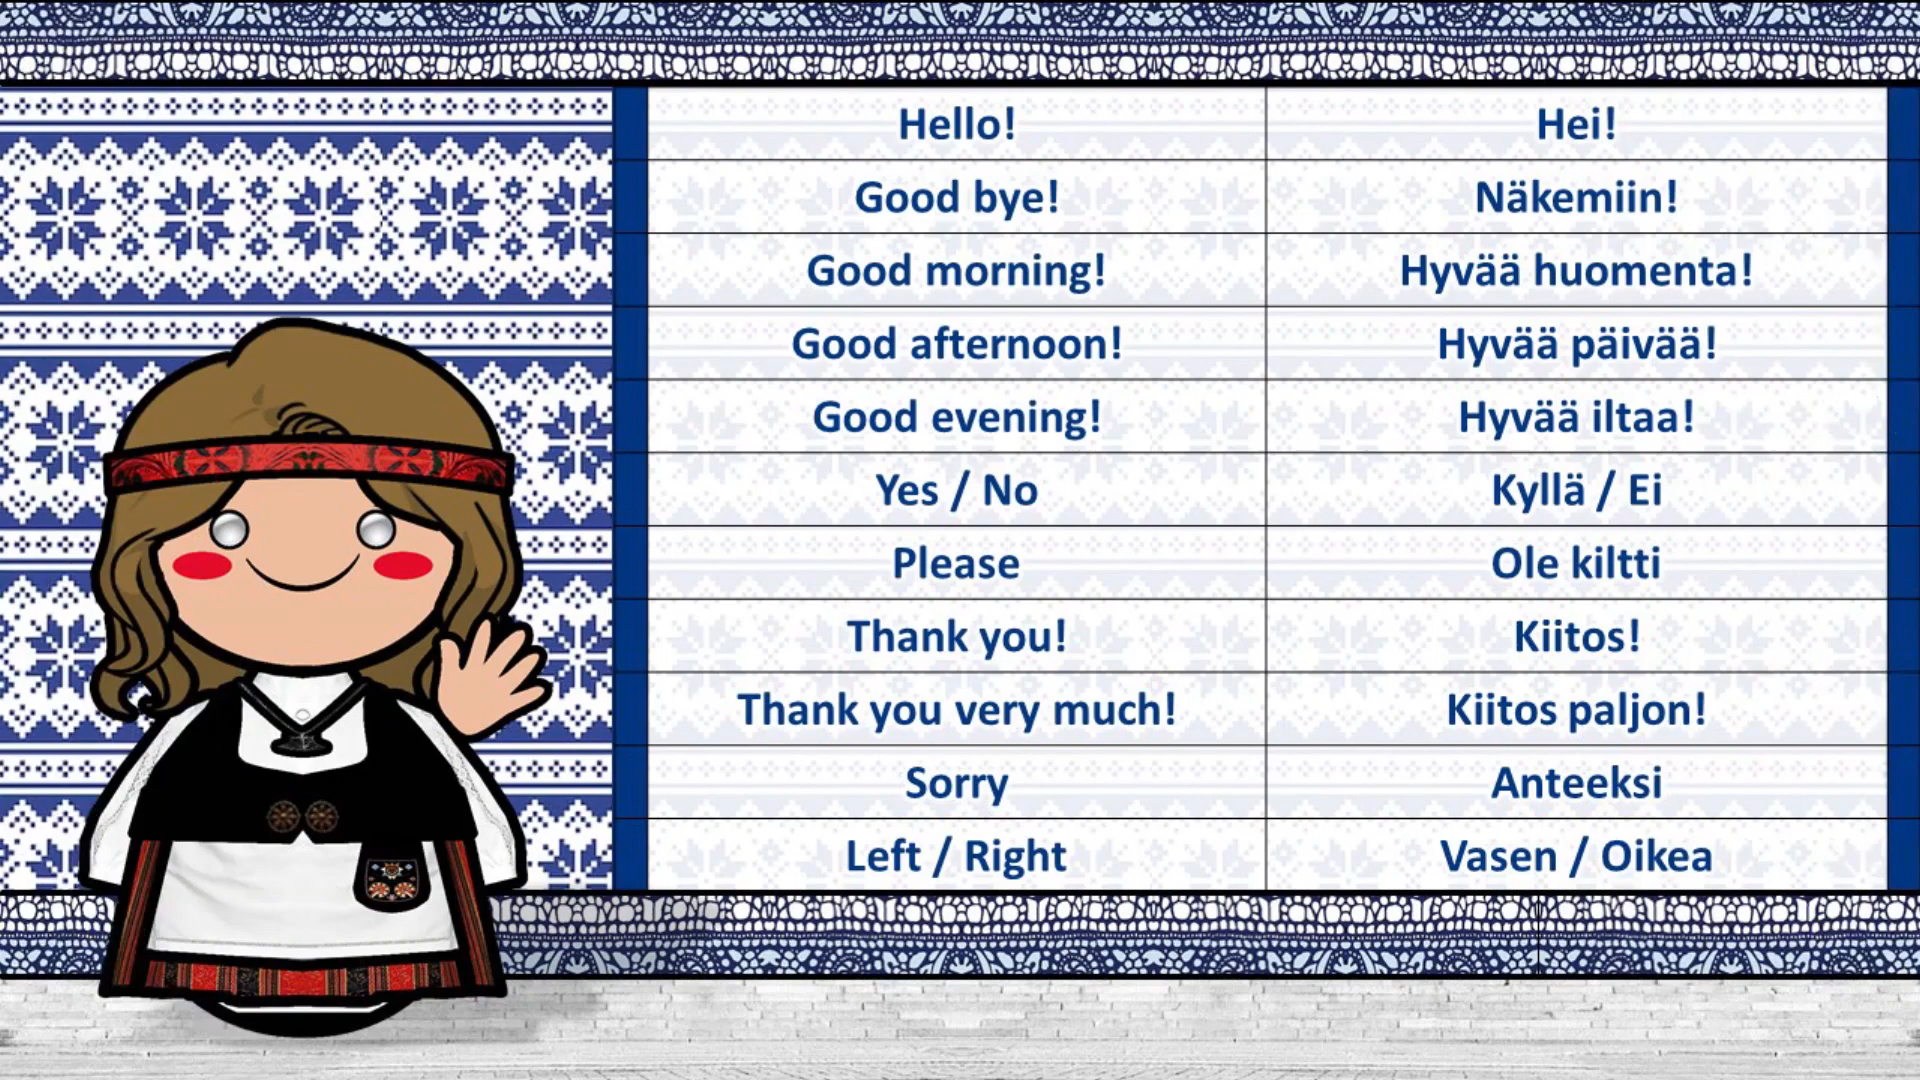 Hello! Hei!
Good bye! Näkemiin!
Good morning! Hyvää huomenta!
Good afternoon! Hyvää päivää!
Good evening! Hyvää iltaa!
Yes / No Kyllä / Ei
Please Ole kiltti
Thank you! Kiitos!
Thank you very much! Kiitos paljon!
Sorry Anteeksi
Left / Right Vasen / Oikea